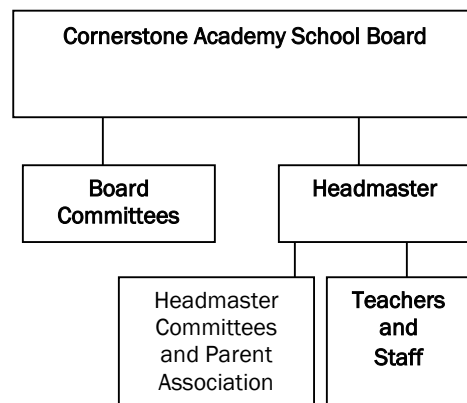 Cornerstone Academy School Board
Board
Committees
Headmaster
Headmaster
Committees
and Parent
Association
Teachers
and
Staff